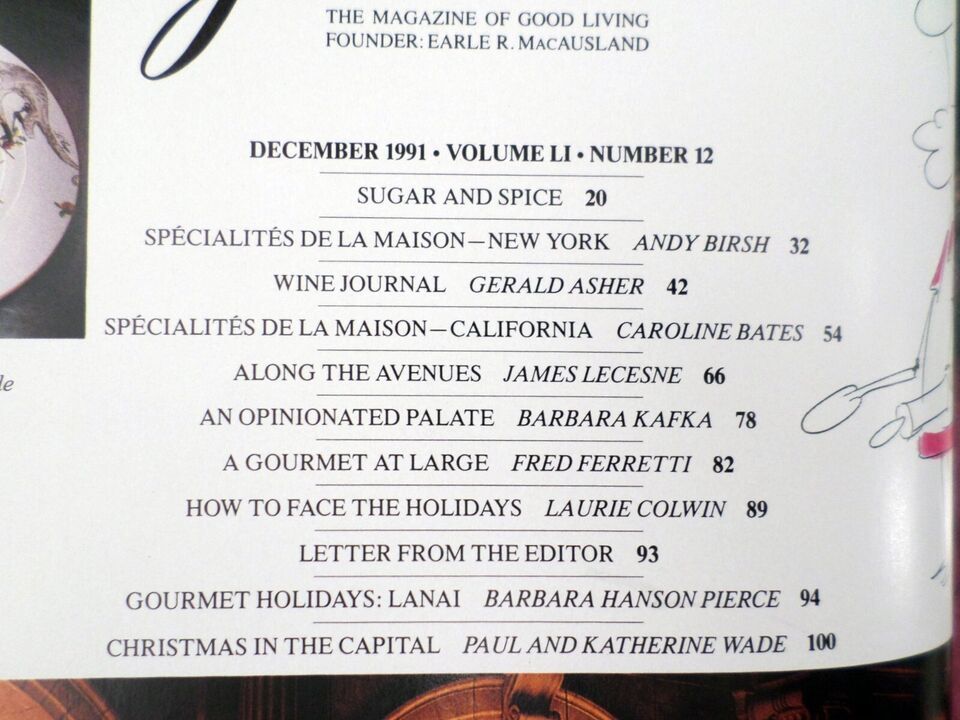 THE MAGAZINE OF GOOD LIVING
FOUNDER: EARLE R. MACAUSLAND
DECEMBER 1991 • VOLUME LI • NUMBER 12
SUGAR AND SPICE 20
SPÉCIALITÉS DE LA MAISON—NEW YORK ANDY BIRSH 32
WINE JOURNAL GERALD ASHER 42
SPÉCIALITÉS DE LA MAISON—CALIFORNIA CAROLINE BATES 54
ALONG THE AVENUES JAMES LECESNE 66
AN OPINIONATED PALATE BARBARA KAFKA 78
A GOURMET AT LARGE FRED FERRETTI 82
HOW TO FACE THE HOLIDAYS LAURIE COLWIN 89
LETTER FROM THE EDITOR 93
GOURMET HOLIDAYS: LANAI BARBARA HANSON PIERCE 94
CHRISTMAS IN THE CAPITAL PAUL AND KATHERINE WADE 100